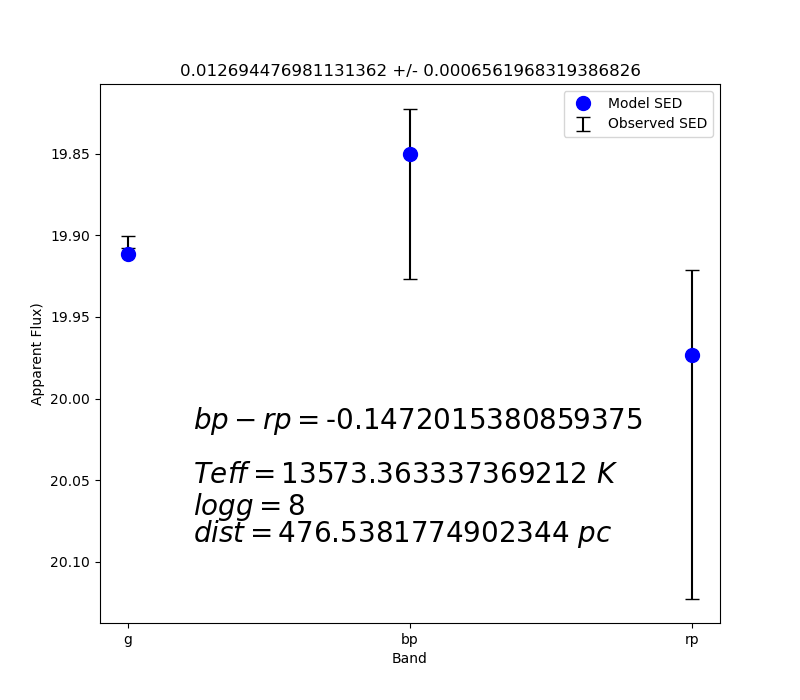 0.012694476981131362 +/- 0.0006561968319386826
Model SED
Observed SED
19.85
19.90
19.95
20.00
20.05
20.10
Apparent Flux)
bp − rp = -0.1472015380859375
Teff = 13573.363337369212 K
logg = 8
dist = 476.5381774902344 pc
g
bp
rp
Band